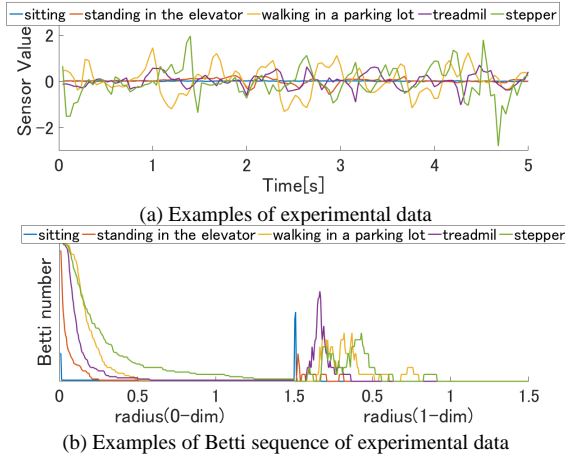 sitting standing in the elevator walking in a parking lot treadmil stepper
Sensor Value
2
0
-2
0 1 2 3 4 5
Time[s]
(a) Examples of experimental data
sitting standing in the elevator walking in a parking lot treadmil stepper
Betti number
0 0.5 1 1.5 0.5 1 1.5
radius(0-dim) radius(1-dim)
(b) Examples of Betti sequence of experimental data